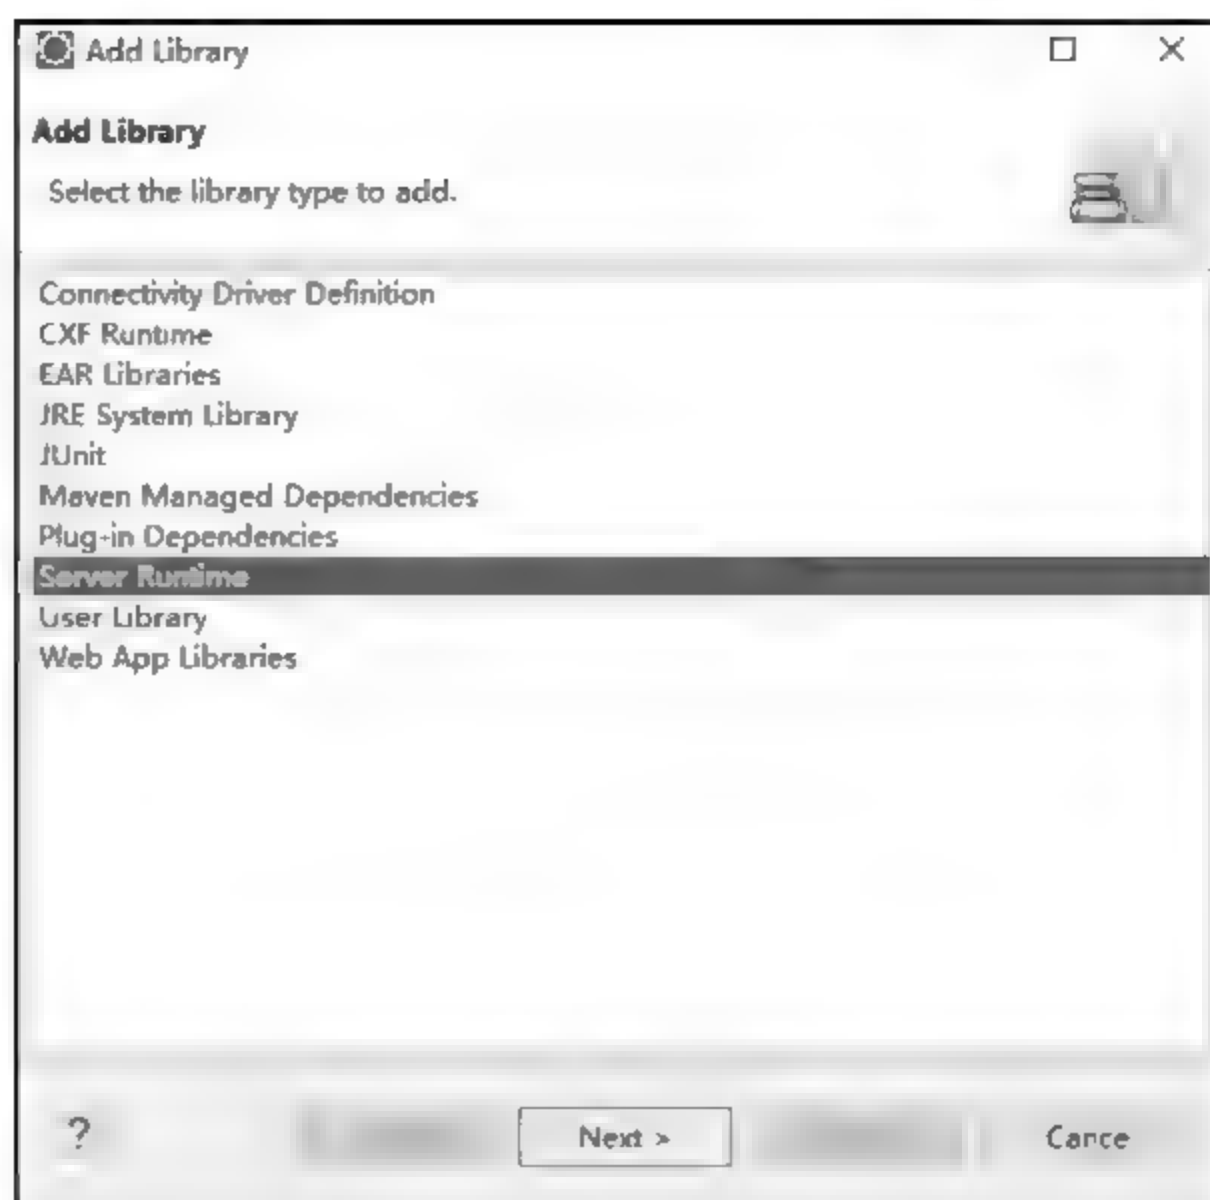 Add Library
Add Library
Select the library type to add.
Connectivity Driver Definition
CXF Runtime
EAR Libraries
JRE System Library
JUnit
Maven Managed Dependencies
Plug-in Dependencies
Server Runtime
User Library
Web App Libraries
?
Next >
Cance